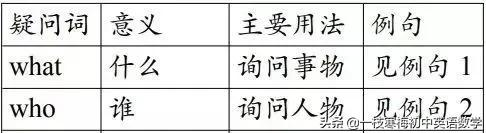 疑问词 意义 主要用法 例句
what 什么 询问事物 见例句 1
who 谁 询问人物 见例句 2
头条 @一枝寒梅初中英语数学